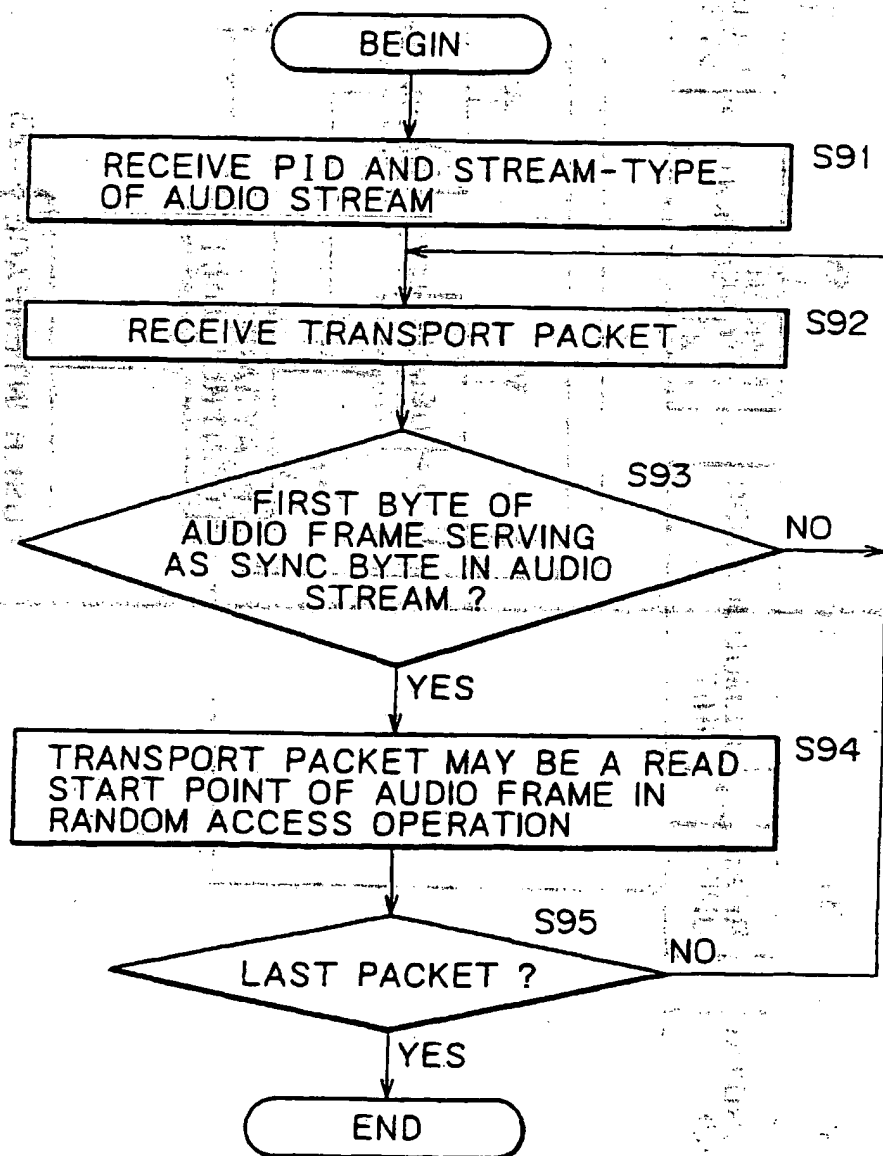 BEGIN
RECEIVE PID AND STREAM-TYPE
OF AUDIO STREAM
S91
RECEIVE TRANSPORT PACKET
S92
S93
FIRST BYTE OF
AUDIO FRAME SERVING
AS SYNC BYTE IN AUDIO
STREAM ?
NO
YES
TRANSPORT PACKET MAY BE A READ
START POINT OF AUDIO FRAME IN
RANDOM ACCESS OPERATION
S94
S95
LAST PACKET ?
NO
YES
END